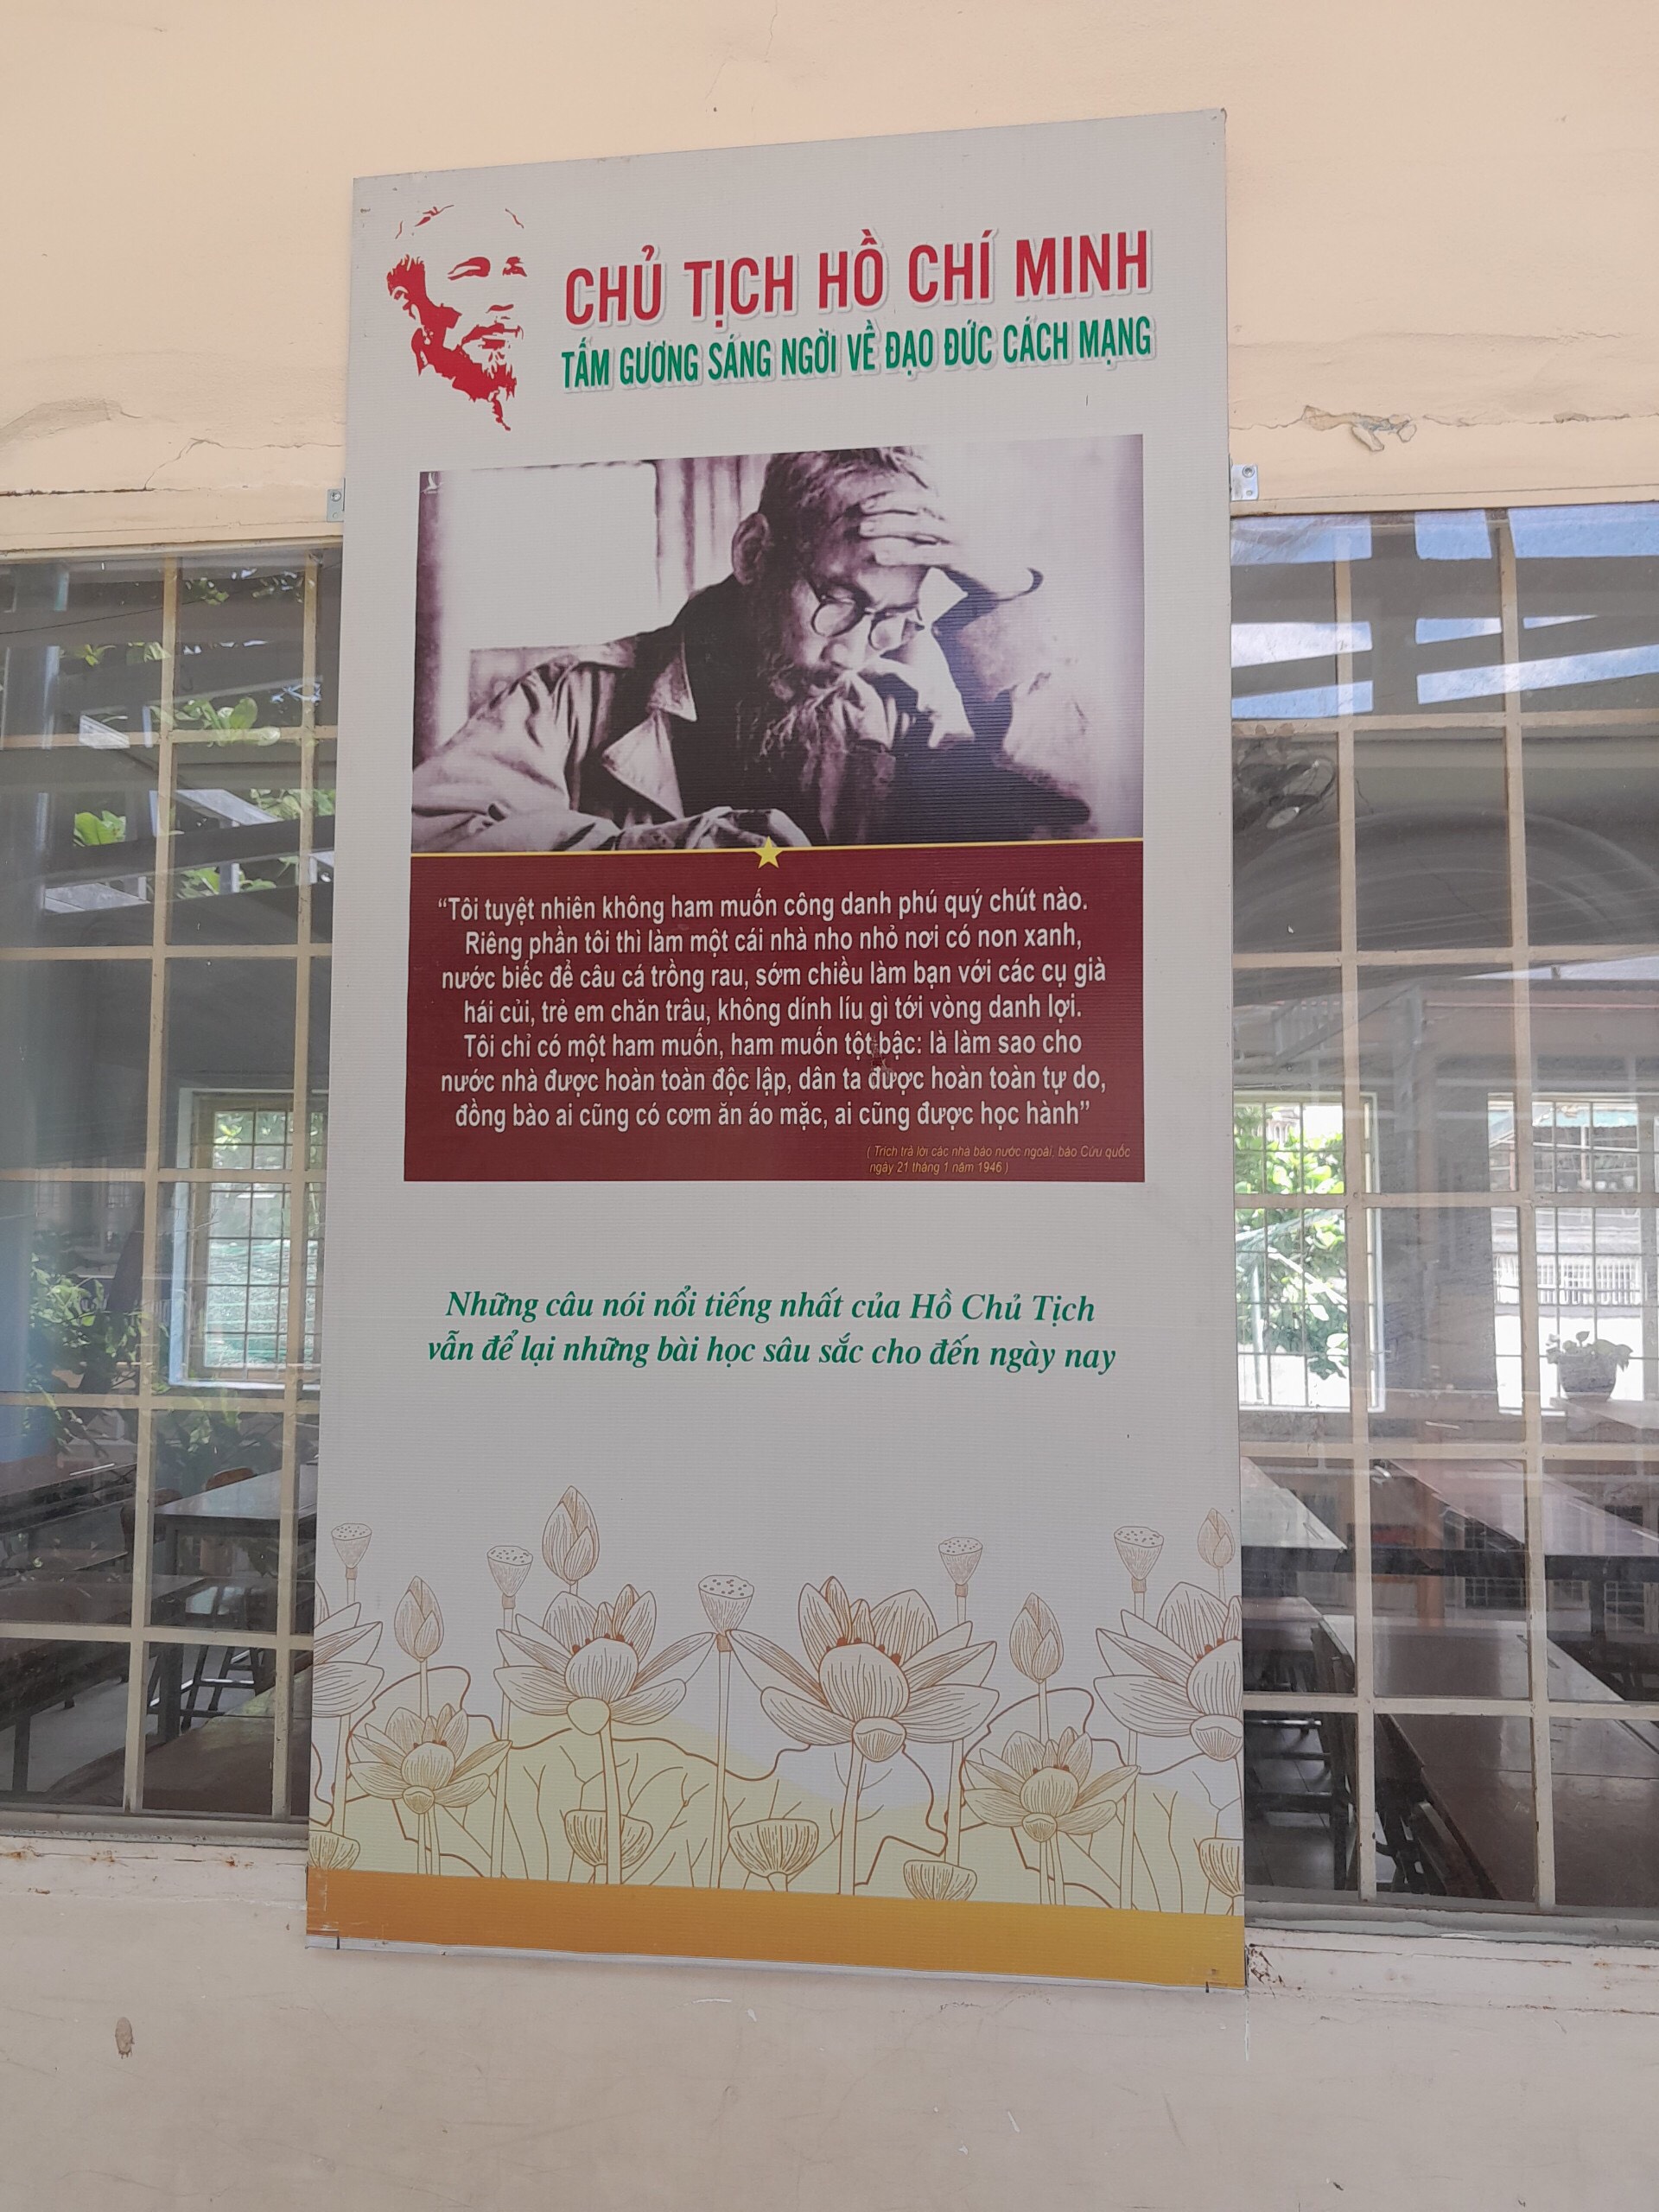 CHỦ TỊCH HỒ CHÍ MINH
TẤM GƯƠNG SÁNG NGỜI VỀ ĐẠO ĐỨC CÁCH MẠNG
“Tôi tuyệt nhiên không ham muốn công danh phú quý chút nào.
Riêng phần tôi thì làm một cái nhà nho nhỏ nơi có non xanh,
nước biếc để câu cá trồng rau, sớm chiều làm bạn với các cụ già
hái củi, trẻ em chăn trâu, không dính líu gì tới vòng danh lợi.
Tôi chỉ có một ham muốn, ham muốn tột bậc: là làm sao cho
nước nhà được hoàn toàn độc lập, dân ta được hoàn toàn tự do,
đồng bào ai cũng có cơm ăn áo mặc, ai cũng được học hành”
( Trích trả lời các nhà báo nước ngoài, báo Cứu quốc
ngày 21 tháng 1 năm 1946 )
Những câu nói nổi tiếng nhất của Hồ Chủ Tịch
vẫn để lại những bài học sâu sắc cho đến ngày nay